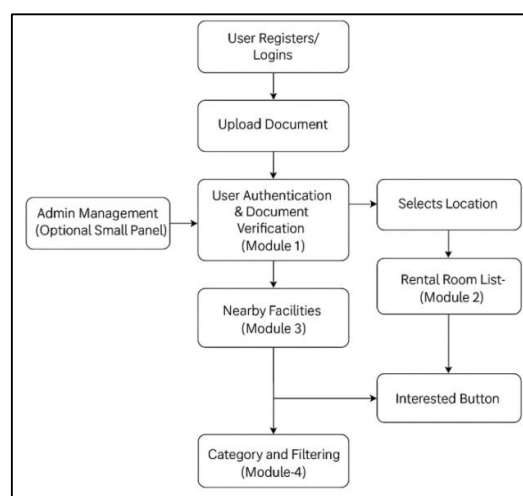 User Registers/
Logins
Upload Document
User Authentication
& Document
Verification
(Module 1)
Admin Management
(Optional Small Panel)
Selects Location
Rental Room List-
(Module 2)
Nearby Facilities
(Module 3)
Interested Button
Category and Filtering
(Module-4)